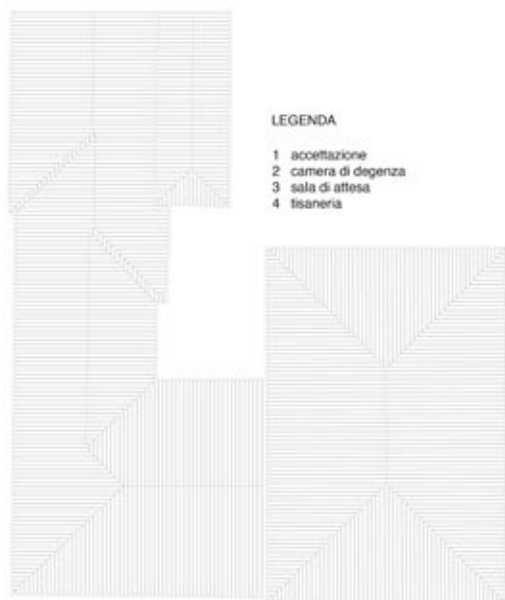 LEGENDA
1 accettazione
2 camera di degenza
3 sala di attesa
4 tisaneria